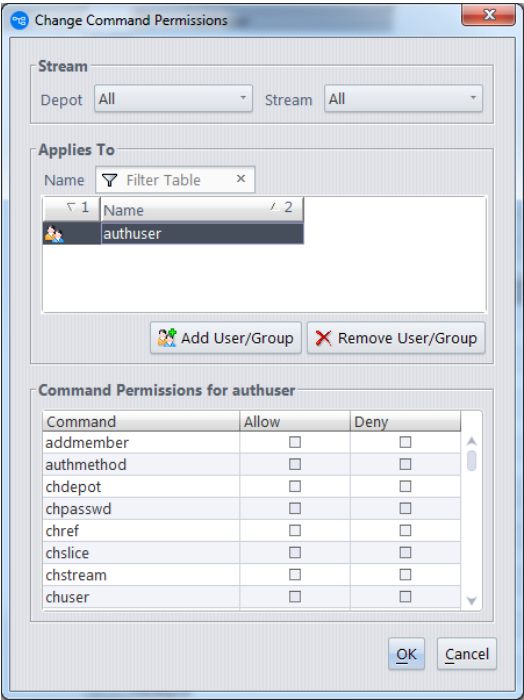 Change Command Permissions
Stream
Depot All Stream All
Applies To
Name Filter Table ×
1 Name 2
authuser
Add User/Group Remove User/Group
Command Permissions for authuser
Command Allow Deny
addmember
authmethod
chdepot
chpasswd
chref
chslice
chstream
chuser
OK Cancel